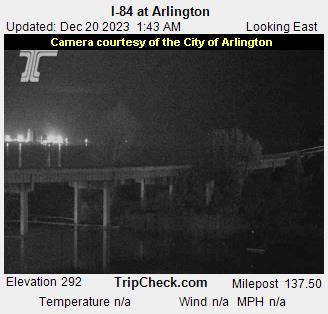 I-84 at Arlington
Updated: Dec 20 2023 1:43 AM Looking East
Camera courtesy of the City of Arlington
Elevation 292 TripCheck.com Milepost 137.50
Temperature n/a Wind n/a MPH n/a